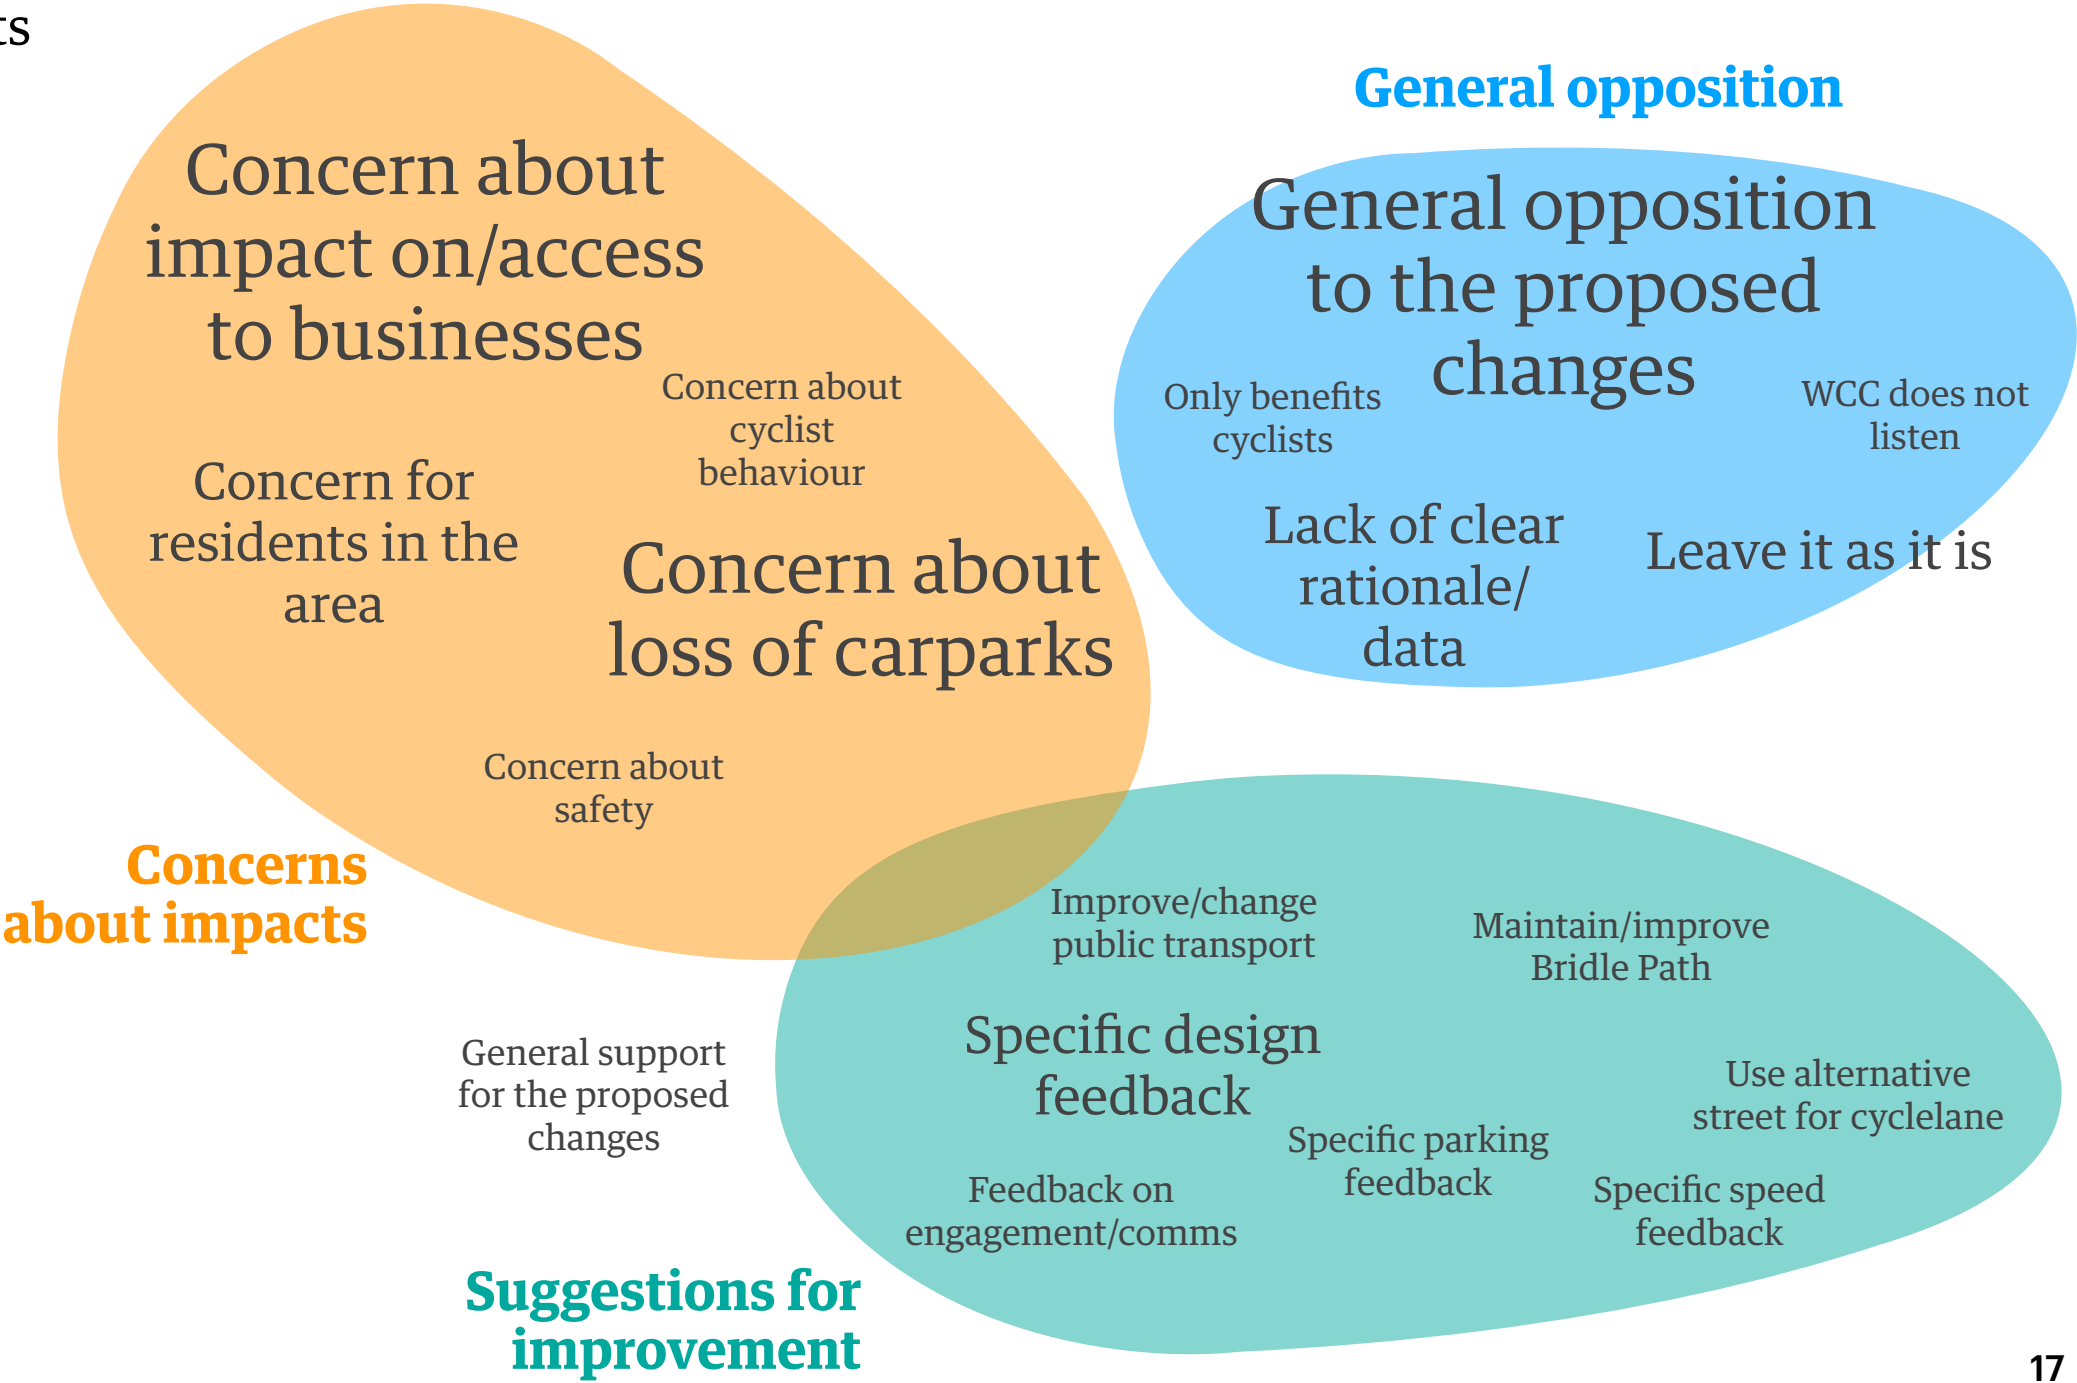 General opposition
Concern about
impact on/access
to businesses
Concern about
cyclist
behaviour
Concern for
residents in the
area
Concern about
loss of carparks
Concern about
safety
Concerns
about impacts
General opposition
to the proposed
changes
Only benefits
cyclists
WCC does not
listen
Lack of clear
rationale/
data
Leave it as it is
Improve/change
public transport
Maintain/improve
Bridle Path
Specific design
feedback
Use alternative
street for cyclelane
Specific parking
feedback
Feedback on
engagement/comms
Specific speed
feedback
General support
for the proposed
changes
Suggestions for
improvement
17